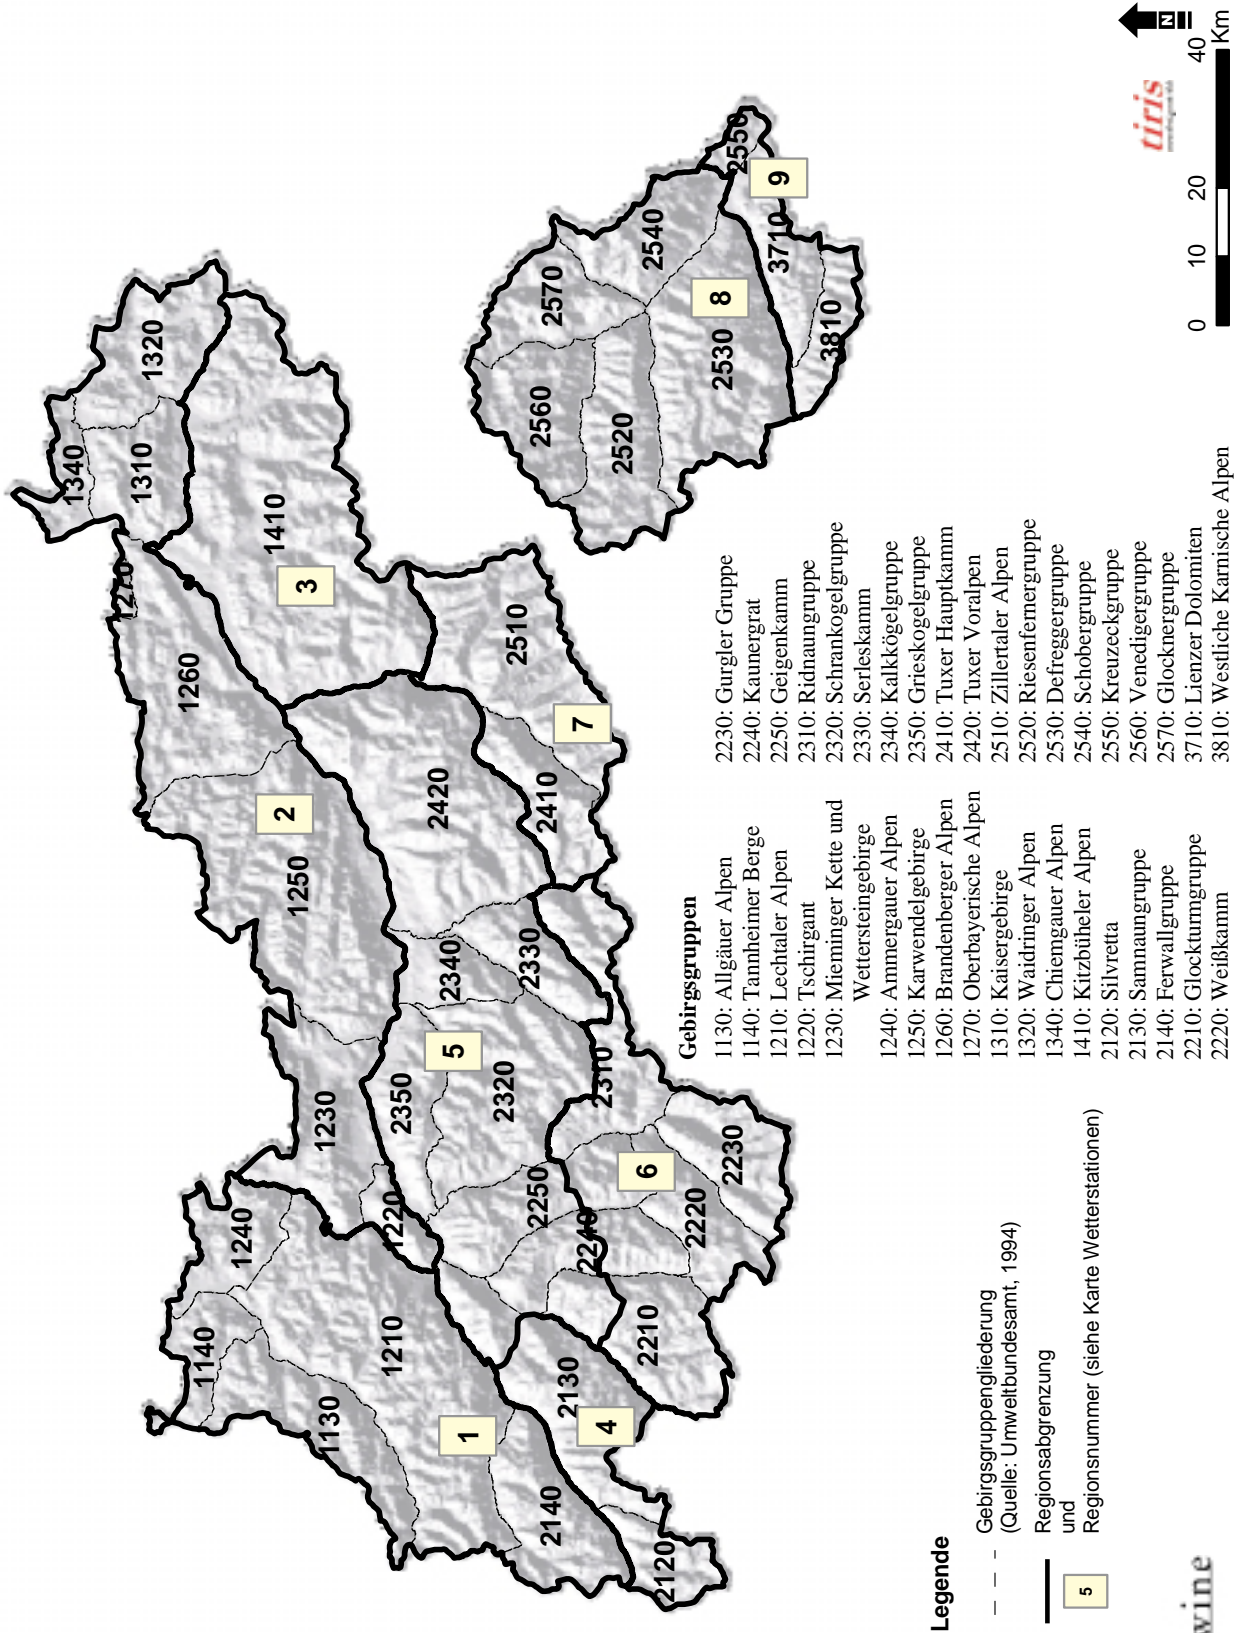 1340
1320
1310
1270
1410
3
1260
1250
2
1240
1140
1230
1130
1210
1220
2350
5
2340
2420
2510
2410
7
2330
2320
2310
2250
2240
6
2230
2220
2210
2130
1
4
2140
2120
2570
2560
2540
2520
2530
8
2550
9
3710
3810
Gebirgsgruppen
1130: Allgäuer Alpen
1140: Tannheimer Berge
1210: Lechtaler Alpen
1220: Tschirgant
1230: Mieminger Kette und
Wettersteingebirge
1240: Ammergauer Alpen
1250: Karwendelgebirge
1260: Brandenberger Alpen
1270: Oberbayerische Alpen
1310: Kaisergebirge
1320: Waidringer Alpen
1340: Chiemgauer Alpen
1410: Kitzbüheler Alpen
2120: Silvretta
2130: Samnaungruppe
2140: Ferwallgruppe
2210: Glockturmgruppe
2220: Weißkamm
2230: Gurgler Gruppe
2240: Kaunergrat
2250: Geigenkamm
2310: Ridnaungruppe
2320: Schrankogelgruppe
2330: Serleskamm
2340: Kalkkögelgruppe
2350: Grieskogelgruppe
2410: Tuxer Hauptkamm
2420: Tuxer Voralpen
2510: Zillertaler Alpen
2520: Riesenfernergruppe
2530: Defreggergruppe
2540: Schobergruppe
2550: Kreuzeckgruppe
2560: Venedigergruppe
2570: Glocknergruppe
3710: Lienzer Dolomiten
3810: Westliche Karnische Alpen
Legende
Gebirgsgruppengliederung
(Quelle: Umweltbundesamt, 1994)
Regionsabgrenzung
und
5
Regionsnummer (siehe Karte Wetterstationen)
wine
tiris
N
0 10 20 40
Km